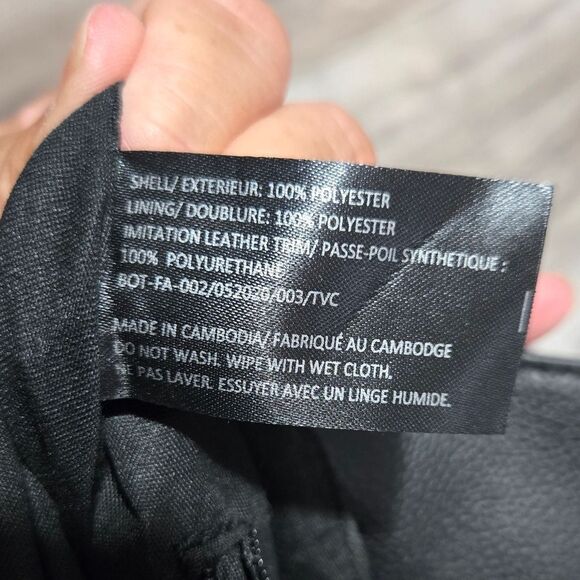 SHELL/ EXTERIEUR: 100% POLYESTER
LINING/ DOUBLURE: 100% POLYESTER
IMITATION LEATHER TRIM/ PASSE-POIL SYNTHETIQUE :
100% POLYURETHANE
BOT-FA-002/052020/003/TVC
MADE IN CAMBODIA/ FABRIQUÉ AU CAMBODGE
DO NOT WASH. WIPE WITH WET CLOTH.
NE PAS LAVER. ESSUYER AVEC UN LINGE HUMIDE.